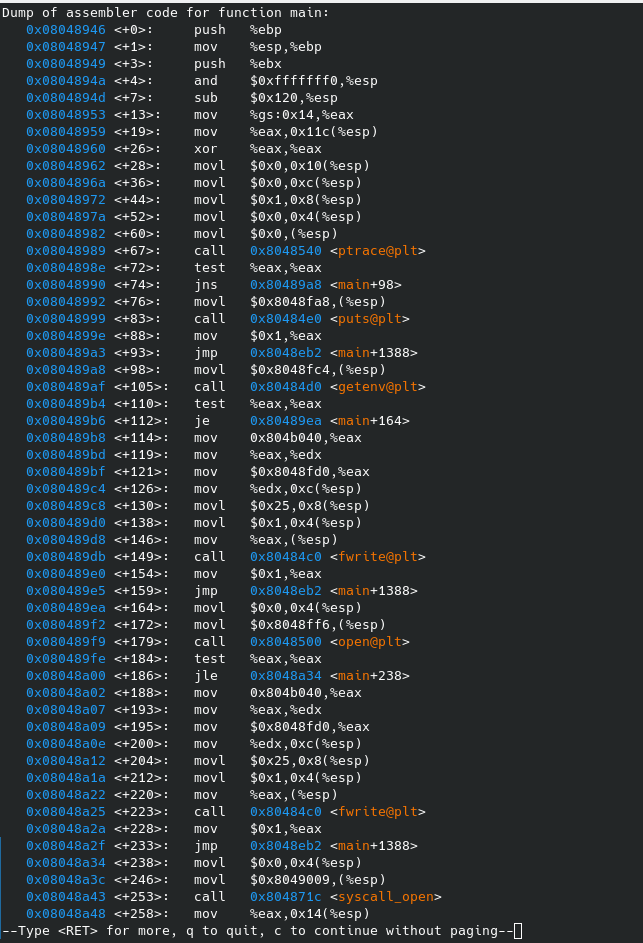 Dump of assembler code for function main:
   0x08048946 <+0>:     push   %ebp
   0x08048947 <+1>:     mov    %esp,%ebp
   0x08048949 <+3>:     push   %ebx
   0x0804894a <+4>:     and    $0xfffffff0,%esp
   0x0804894d <+7>:     sub    $0x120,%esp
   0x08048953 <+13>:    mov    %gs:0x14,%eax
   0x08048959 <+19>:    mov    %eax,0x11c(%esp)
   0x08048960 <+26>:    xor    %eax,%eax
   0x08048962 <+28>:    movl   $0x0,0x10(%esp)
   0x0804896a <+36>:    movl   $0x0,0xc(%esp)
   0x08048972 <+44>:    movl   $0x1,0x8(%esp)
   0x0804897a <+52>:    movl   $0x0,0x4(%esp)
   0x08048982 <+60>:    movl   $0x0,(%esp)
   0x08048989 <+67>:    call   0x8048540 <ptrace@plt>
   0x0804898e <+72>:    test   %eax,%eax
   0x08048990 <+74>:    jns    0x80489a8 <main+98>
   0x08048992 <+76>:    movl   $0x8048fa8,(%esp)
   0x08048999 <+83>:    call   0x80484e0 <puts@plt>
   0x0804899e <+88>:    mov    $0x1,%eax
   0x080489a3 <+93>:    jmp    0x8048eb2 <main+1388>
   0x080489a8 <+98>:    movl   $0x8048fc4,(%esp)
   0x080489af <+105>:   call   0x80484d0 <getenv@plt>
   0x080489b4 <+110>:   test   %eax,%eax
   0x080489b6 <+112>:   je     0x80489ea <main+164>
   0x080489b8 <+114>:   mov    0x804b040,%eax
   0x080489bd <+119>:   mov    %eax,%edx
   0x080489bf <+121>:   mov    $0x8048fd0,%eax
   0x080489c4 <+126>:   mov    %edx,0xc(%esp)
   0x080489c8 <+130>:   movl   $0x25,0x8(%esp)
   0x080489d0 <+138>:   movl   $0x1,0x4(%esp)
   0x080489d8 <+146>:   mov    %eax,(%esp)
   0x080489db <+149>:   call   0x80484c0 <fwrite@plt>
   0x080489e0 <+154>:   mov    $0x1,%eax
   0x080489e5 <+159>:   jmp    0x8048eb2 <main+1388>
   0x080489ea <+164>:   movl   $0x0,0x4(%esp)
   0x080489f2 <+172>:   movl   $0x8048ff6,(%esp)
   0x080489f9 <+179>:   call   0x8048500 <open@plt>
   0x080489fe <+184>:   test   %eax,%eax
   0x08048a00 <+186>:   jle    0x8048a34 <main+238>
   0x08048a02 <+188>:   mov    0x804b040,%eax
   0x08048a07 <+193>:   mov    %eax,%edx
   0x08048a09 <+195>:   mov    $0x8048fd0,%eax
   0x08048a0e <+200>:   mov    %edx,0xc(%esp)
   0x08048a12 <+204>:   movl   $0x25,0x8(%esp)
   0x08048a1a <+212>:   movl   $0x1,0x4(%esp)
   0x08048a22 <+220>:   mov    %eax,(%esp)
   0x08048a25 <+223>:   call   0x80484c0 <fwrite@plt>
   0x08048a2a <+228>:   mov    $0x1,%eax
   0x08048a2f <+233>:   jmp    0x8048eb2 <main+1388>
   0x08048a34 <+238>:   movl   $0x0,0x4(%esp)
   0x08048a3c <+246>:   movl   $0x8049009,(%esp)
   0x08048a43 <+253>:   call   0x804871c <syscall_open>
   0x08048a48 <+258>:   mov    %eax,0x14(%esp)
--Type <RET> for more, q to quit, c to continue without paging--